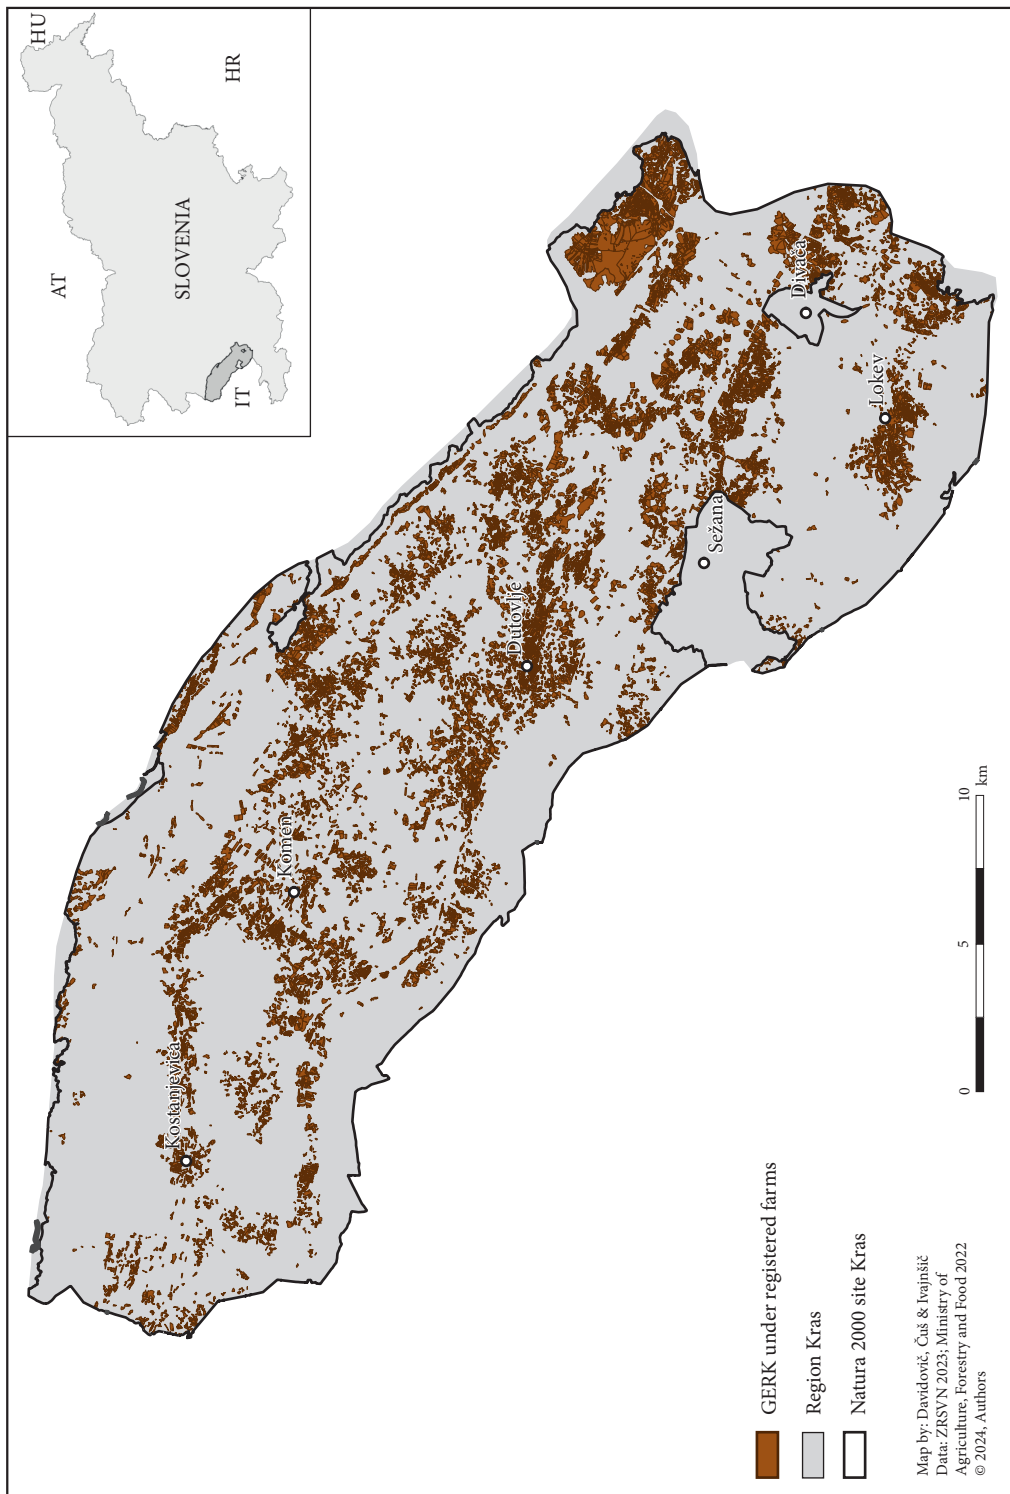 HU
AT
HR
SLOVENIA
IT
Kostanjevica
Komen
Dutovlje
Sežana
Divača
Lokev
0
5
10
km
GERK under registered farms
Region Kras
Natura 2000 site Kras
Map by: Davidovič, Čuš & Ivajnšič
Data: ZRSVN 2023; Ministry of
Agriculture, Forestry and Food 2022
© 2024, Authors